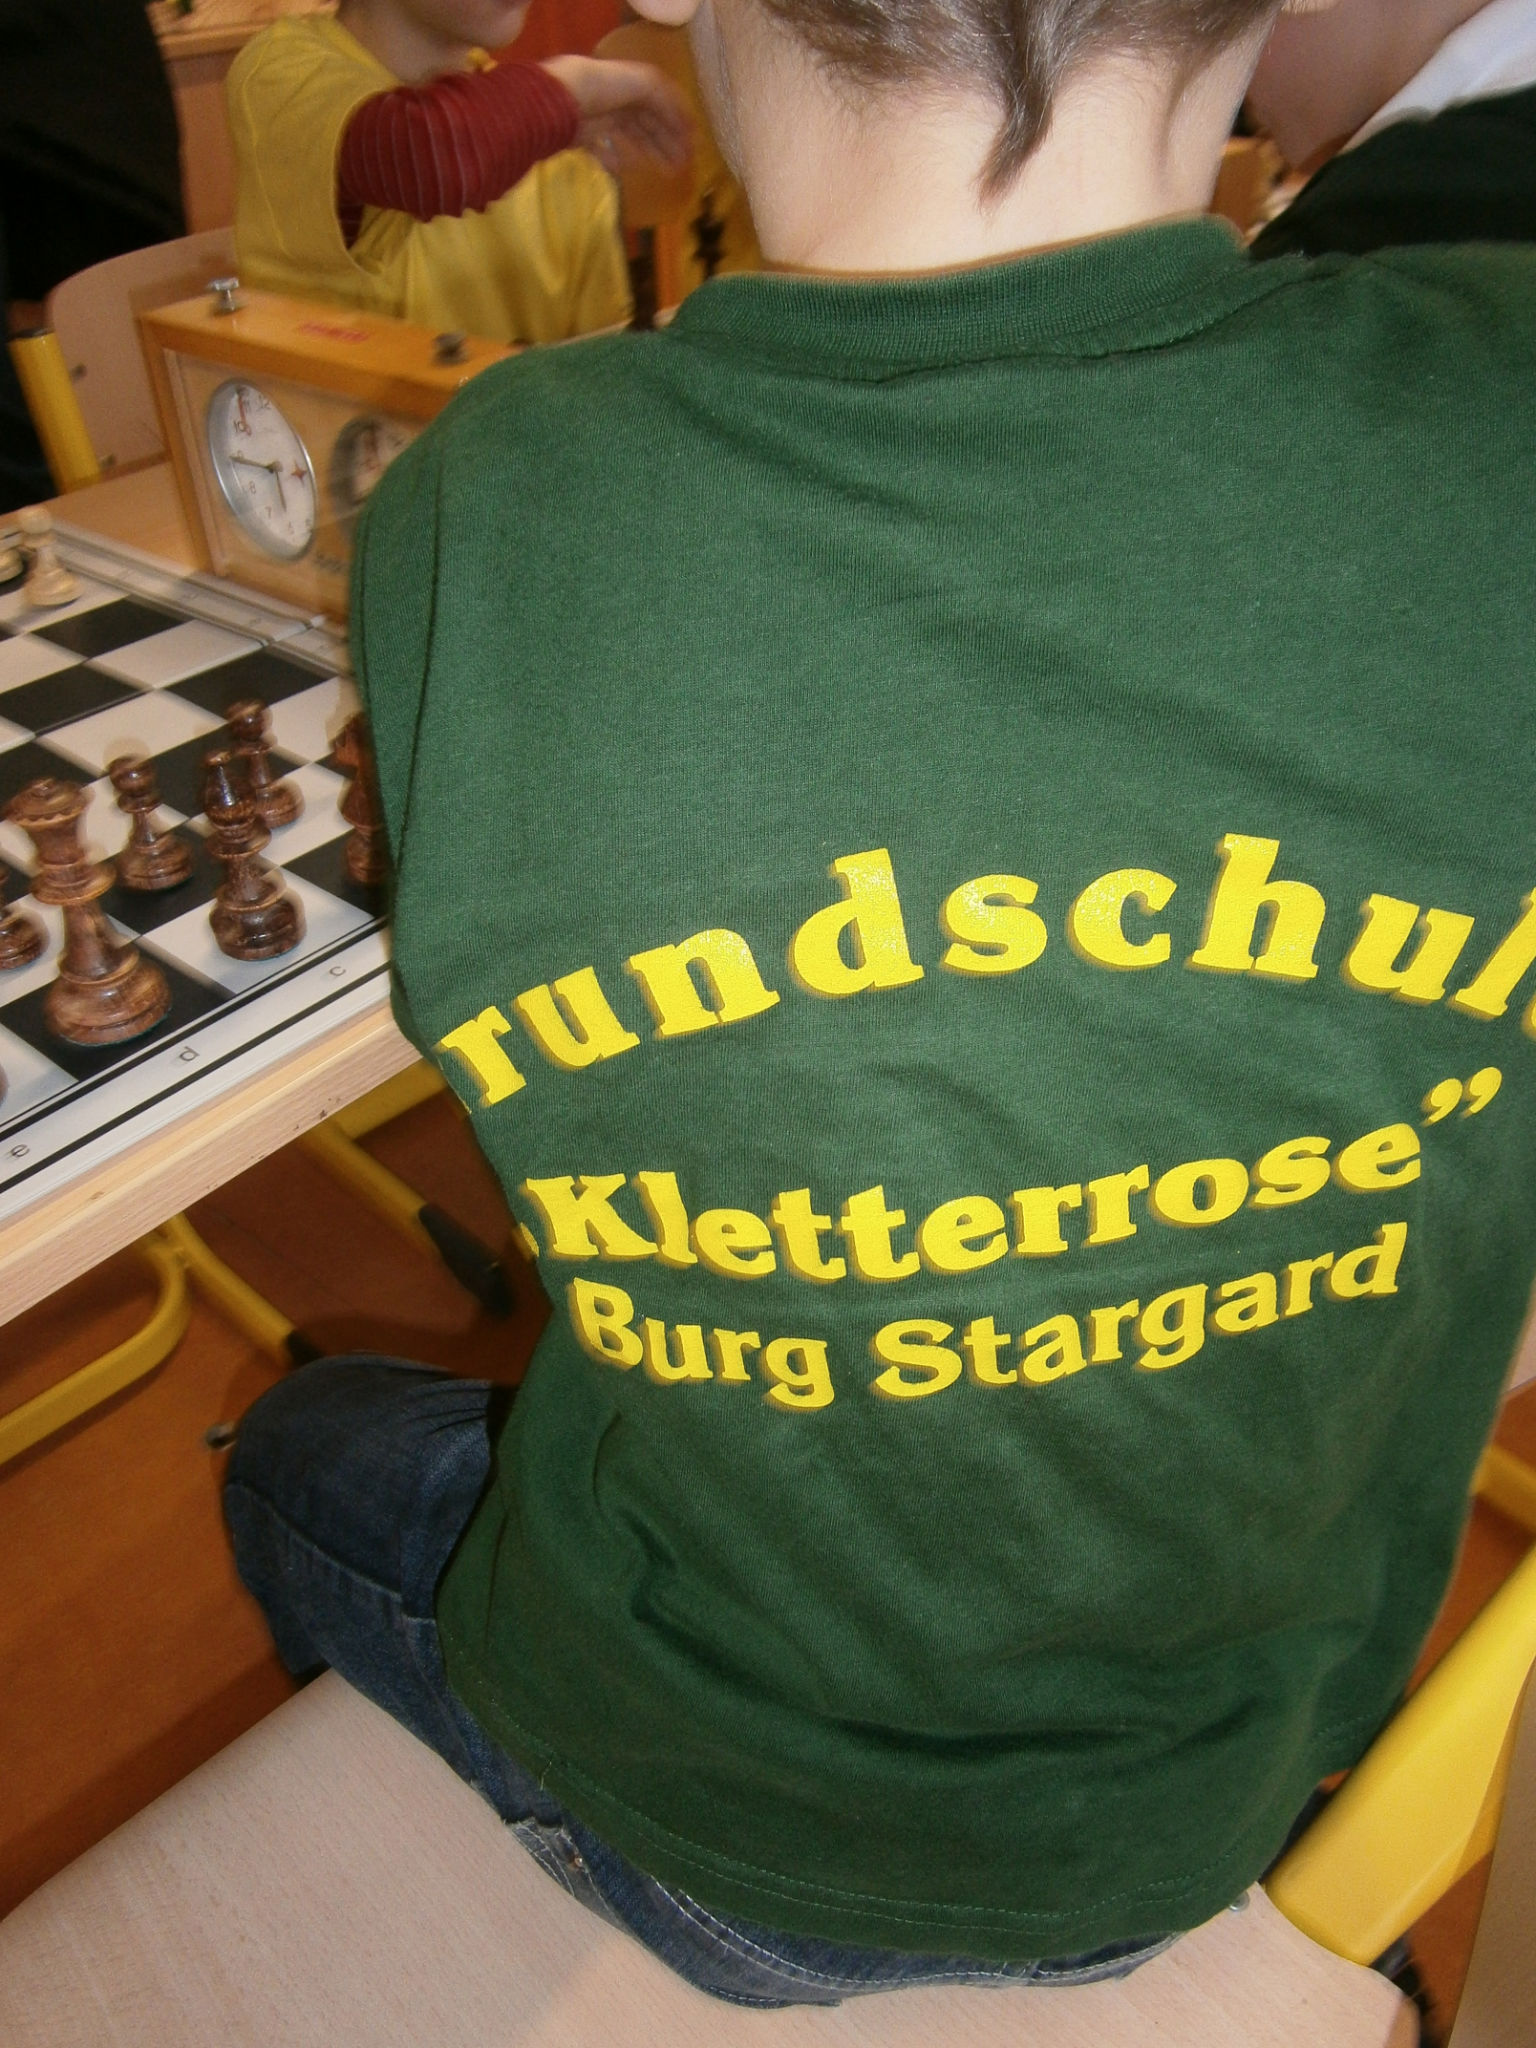 rundschul
„Kletterrose”
Burg Stargard
c
d
e